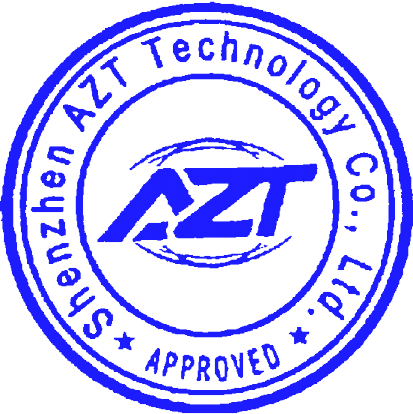 Shenzhen AZT Technology Co., Ltd.
AZT
APPROVED